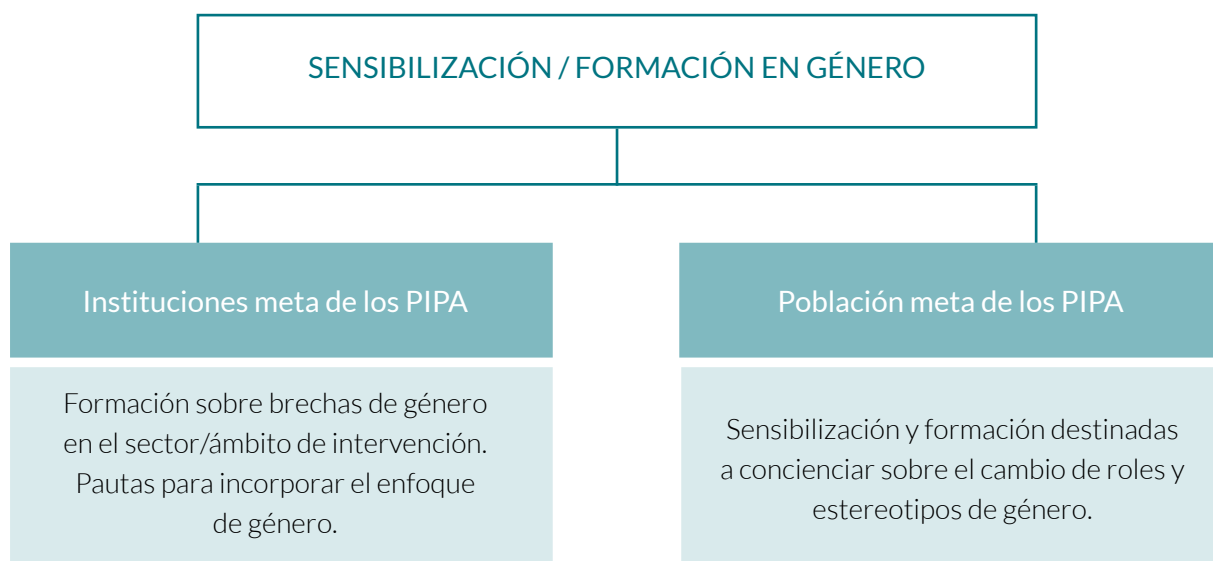 SENSIBILIZACIÓN / FORMACIÓN EN GÉNERO
Instituciones meta de los PIPA
Formación sobre brechas de género
en el sector/ámbito de intervención.
Pautas para incorporar el enfoque
de género.
Población meta de los PIPA
Sensibilización y formación destinadas
a concienciar sobre el cambio de roles y
estereotipos de género.